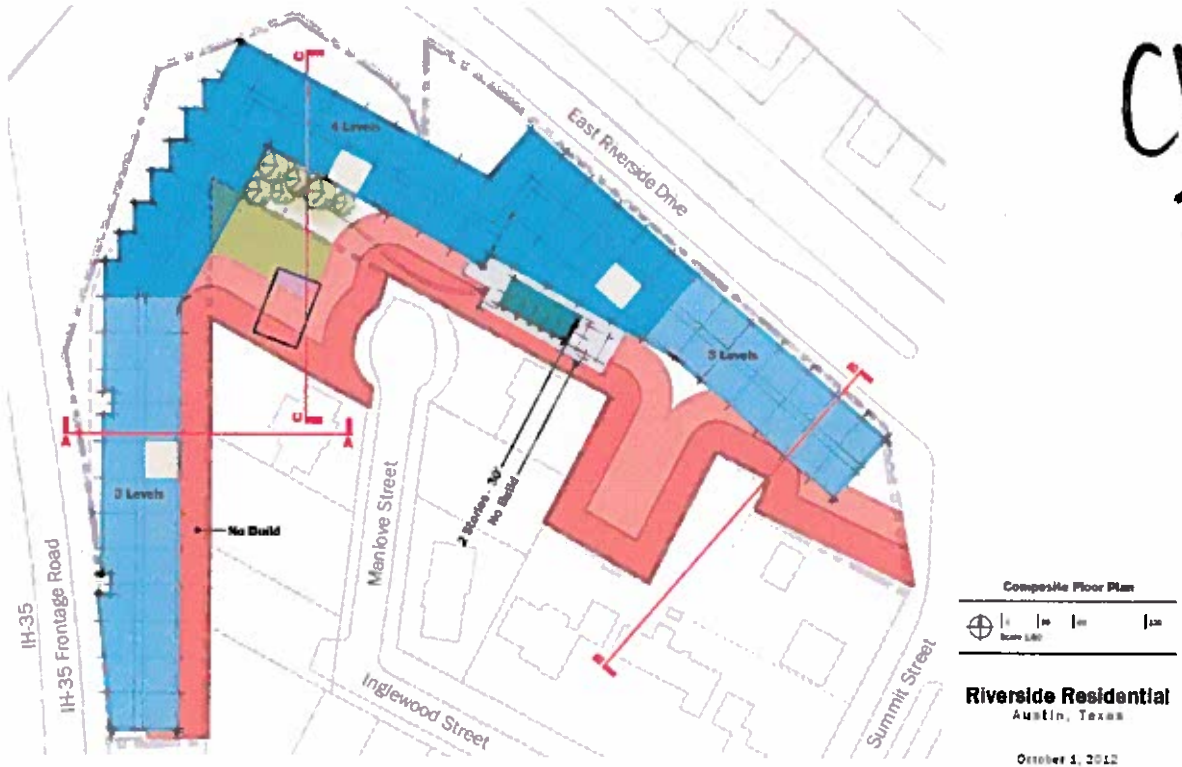 C
4 Levels
East Riverside Drive
C
3 Levels
B
C
A
A
3 Levels
No Build
2 Stories - 30'
No Build
Manlove Street
IH-35
IH-35 Frontage Road
B
Inglewood Street
Summit Street
Composite Floor Plan
Riverside Residential
Austin, Texas
October 1, 2012